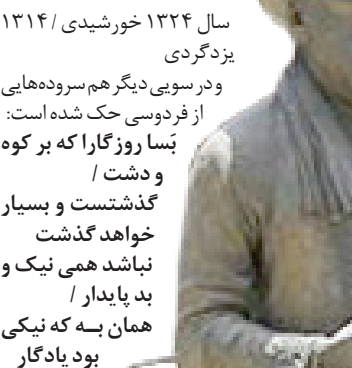 سال ۱۳۲۴ خورشیدی / ۱۳۱۴
یزدگردی
و در سویی دیگر هم سروده‌هایی
از فردوسی حک شده است:
بَسا روزگارا که بر کوه
و دشت /
گذشتست و بسیار
خواهد گذشت
نباشد همی نیک و
بد پایدار /
همان بــه که نیکی
بود یادگار